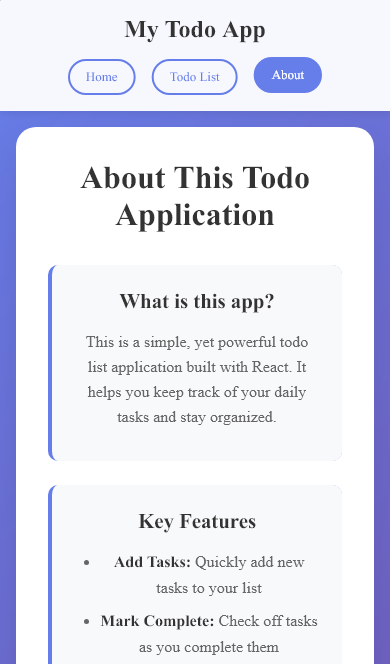 My Todo App
Home
Todo List
About
About This Todo
Application
What is this app?
This is a simple, yet powerful todo
list application built with React. It
helps you keep track of your daily
tasks and stay organized.
Key Features
• Add Tasks: Quickly add new
tasks to your list
• Mark Complete: Check off tasks
as you complete them